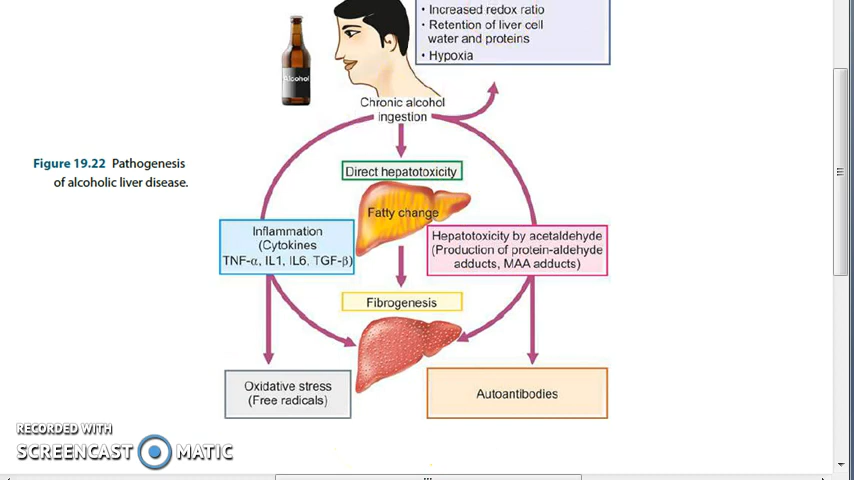 • Increased redox ratio
• Retention of liver cell
water and proteins
• Hypoxia
Alcohol
Chronic alcohol
ingestion
Figure 19.22 Pathogenesis
of alcoholic liver disease.
Direct hepatotoxicity
Fatty change
Inflammation
(Cytokines
TNF-α, IL1, IL6, TGF-β)
Hepatotoxicity by acetaldehyde
(Production of protein-aldehyde
adducts, MAA adducts)
Fibrogenesis
Oxidative stress
(Free radicals)
Autoantibodies
RECORDED WITH
SCREENCAST MATIC